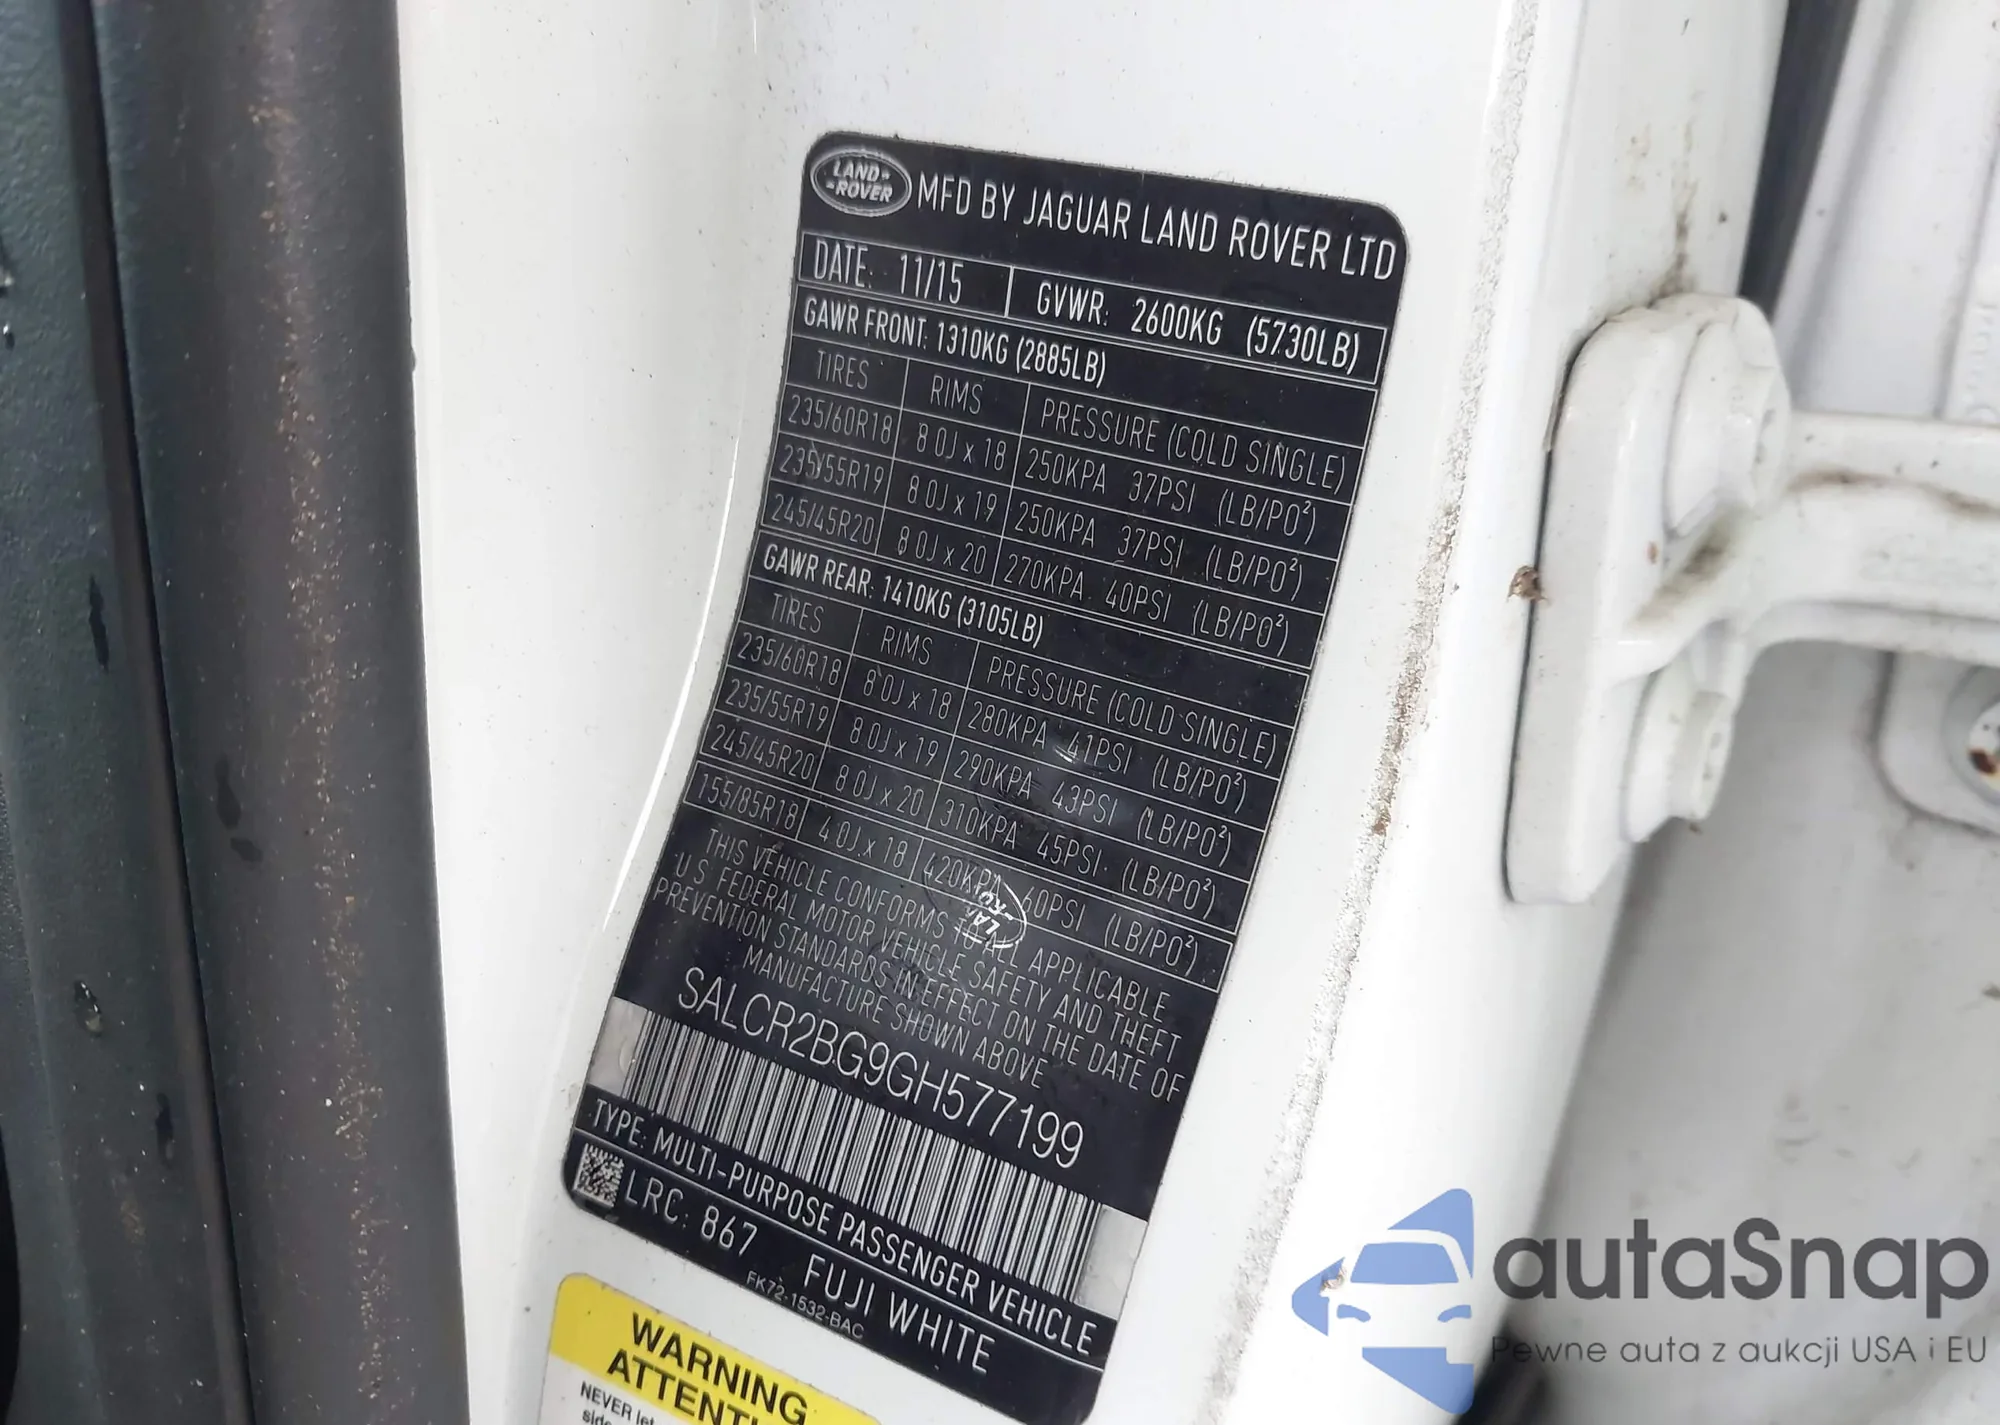 LAND ROVER MFD BY JAGUAR LAND ROVER LTD
DATE: 11/15 GVWR: 2600KG (5730LB)
GAWR FRONT: 1310KG (2885LB)
TIRES RIMS PRESSURE (COLD SINGLE)
235/60R18 8.0J x 18 250KPA 37PSI (LB/PO²)
235/55R19 8.0J x 19 250KPA 37PSI (LB/PO²)
245/45R20 8.0J x 20 270KPA 40PSI (LB/PO²)
GAWR REAR: 1410KG (3105LB)
TIRES RIMS PRESSURE (COLD SINGLE)
235/60R18 8.0J x 18 280KPA 41PSI (LB/PO²)
235/55R19 8.0J x 19 290KPA 43PSI (LB/PO²)
245/45R20 8.0J x 20 310KPA 45PSI (LB/PO²)
155/85R18 4.0J x 18 420KPA 60PSI (LB/PO²)
THIS VEHICLE CONFORMS TO ALL APPLICABLE
U S FEDERAL MOTOR VEHICLE SAFETY AND THEFT
PREVENTION STANDARDS IN EFFECT ON THE DATE OF
MANUFACTURE SHOWN ABOVE
SALCR2BG9GH577199
TYPE: MULTI-PURPOSE PASSENGER VEHICLE
LRC: 867 FUJI WHITE
FK72-1532-BAC
WARNING
NEVER let
autoSnap
Pewne auta z aukcji USA i EU